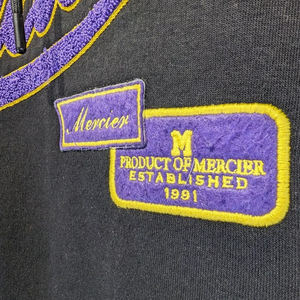 Mercier
M
PRODUCT OF MERCIER
ESTABLISHED
1991